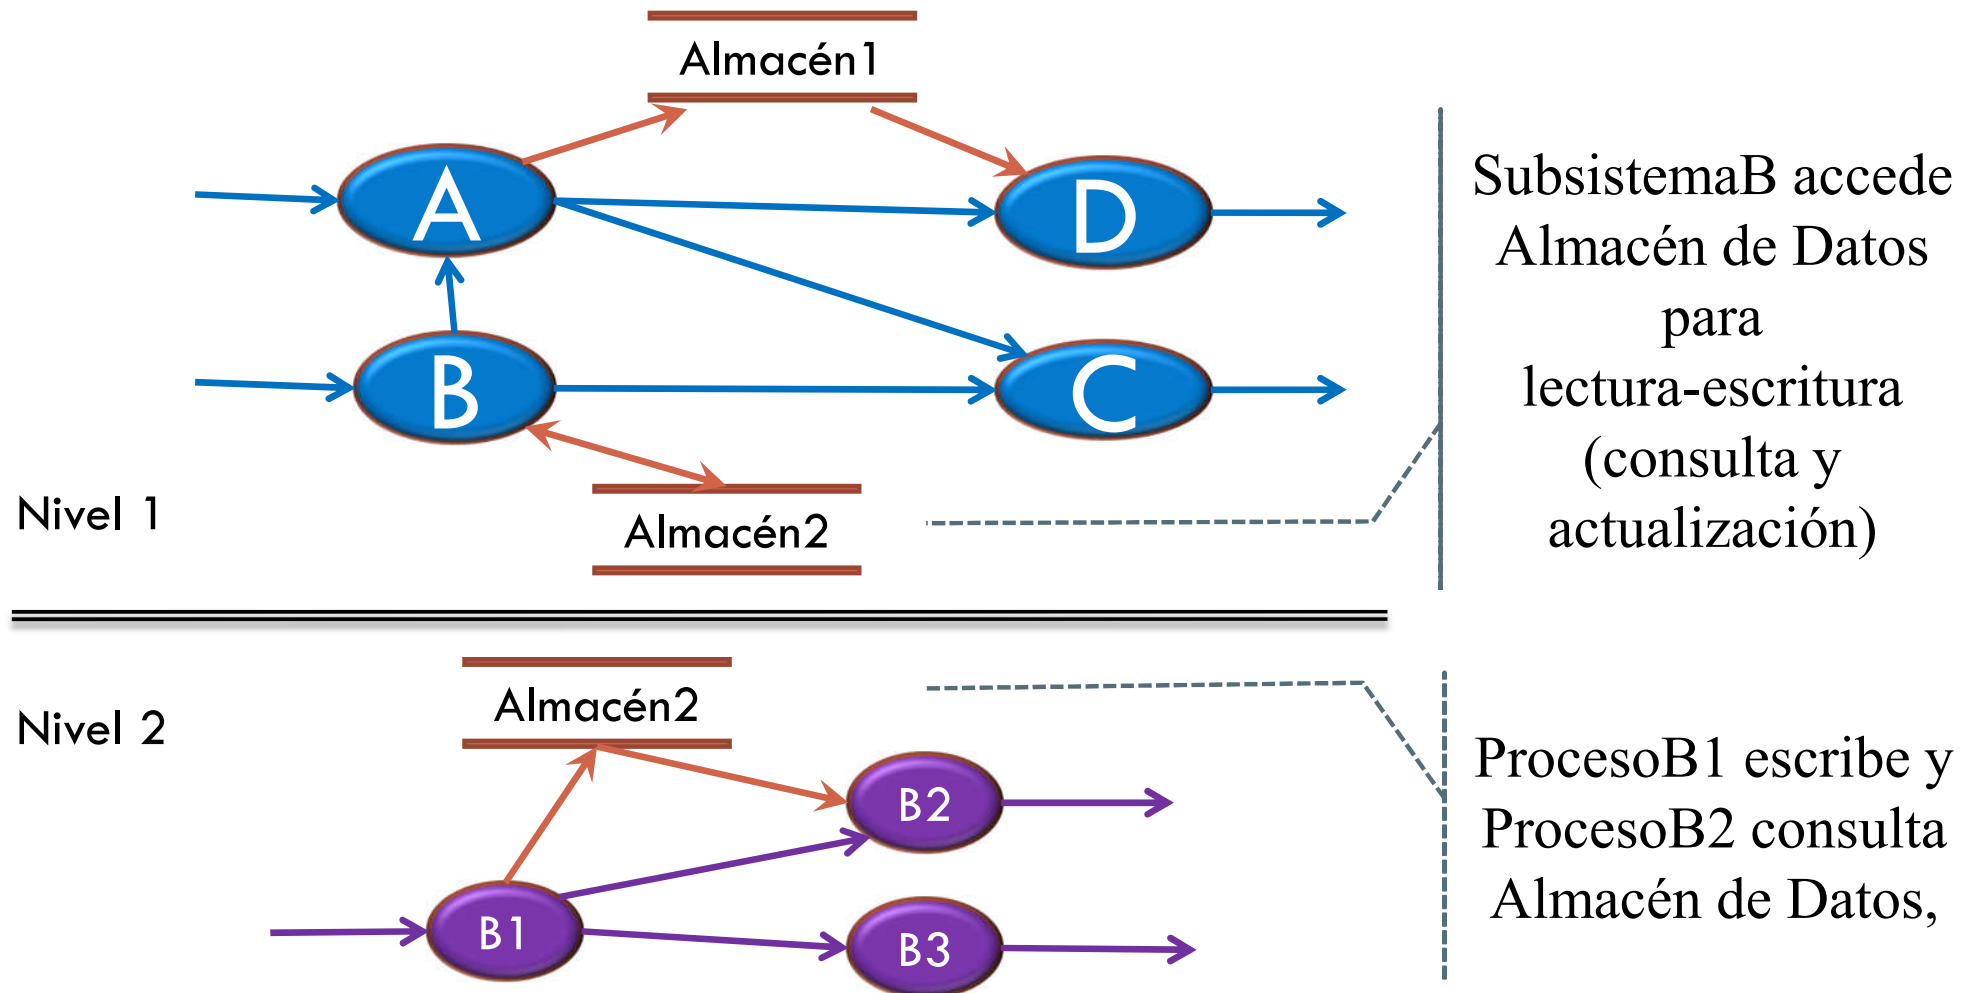 Almacén1
A
D
B
C
Almacén2
Nivel 1
SubsistemaB accede
Almacén de Datos
para
lectura-escritura
(consulta y
actualización)
Nivel 2
Almacén2
B2
B1
B3
ProcesoB1 escribe y
ProcesoB2 consulta
Almacén de Datos,